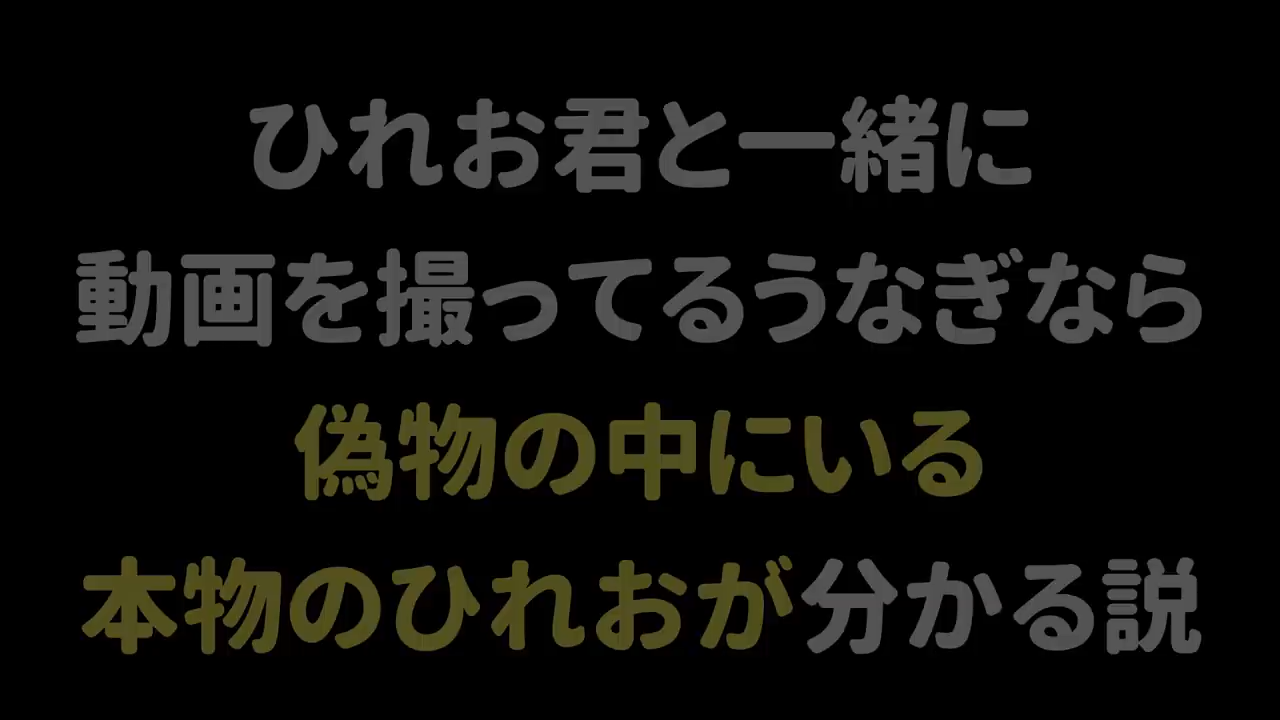 ひれお君と一緒に
動画を撮ってるうなぎなら
偽物の中にいる
本物のひれおが分かる説